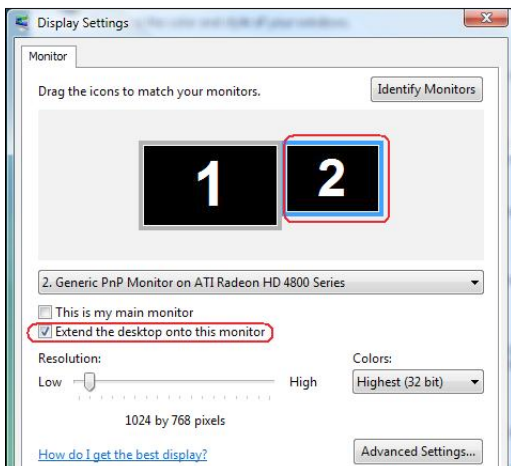 Display Settings
Monitor
Drag the icons to match your monitors.
Identify Monitors
1
2
2. Generic PnP Monitor on ATI Radeon HD 4800 Series
This is my main monitor
Extend the desktop onto this monitor
Resolution:
Colors:
Low
High
Highest (32 bit)
1024 by 768 pixels
How do I get the best display?
Advanced Settings...